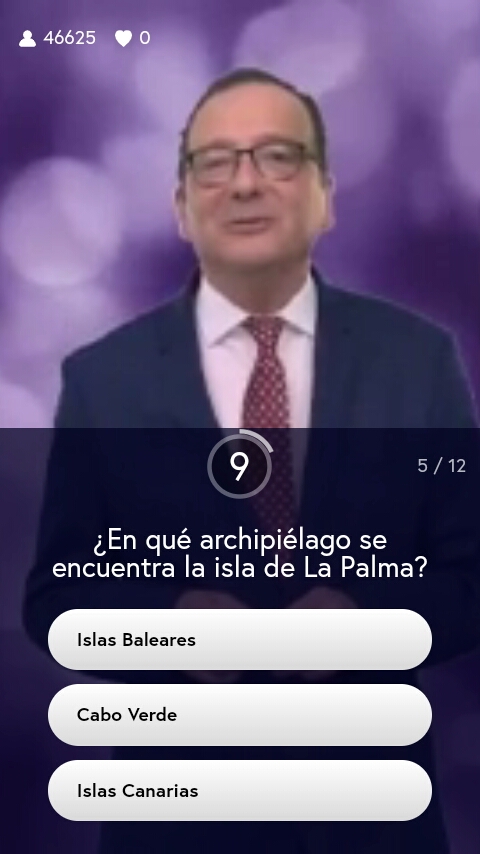 46625 0
9
5 / 12
¿En qué archipiélago se
encuentra la isla de La Palma?
Islas Baleares
Cabo Verde
Islas Canarias